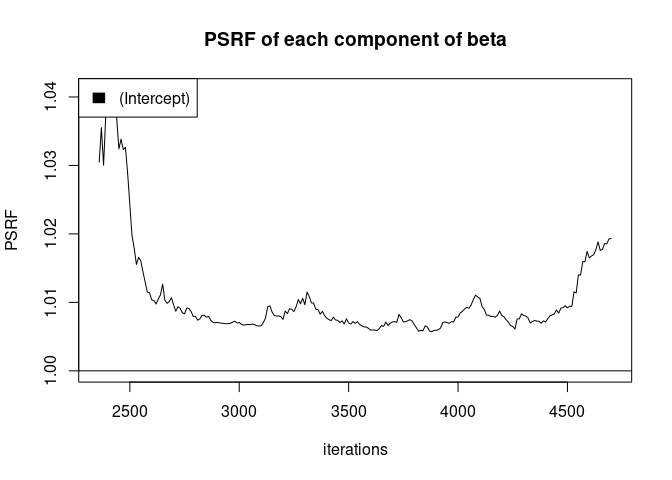 PSRF of each component of beta
(Intercept)
PSRF
1.04
1.03
1.02
1.01
1.00
2500 3000 3500 4000 4500
iterations